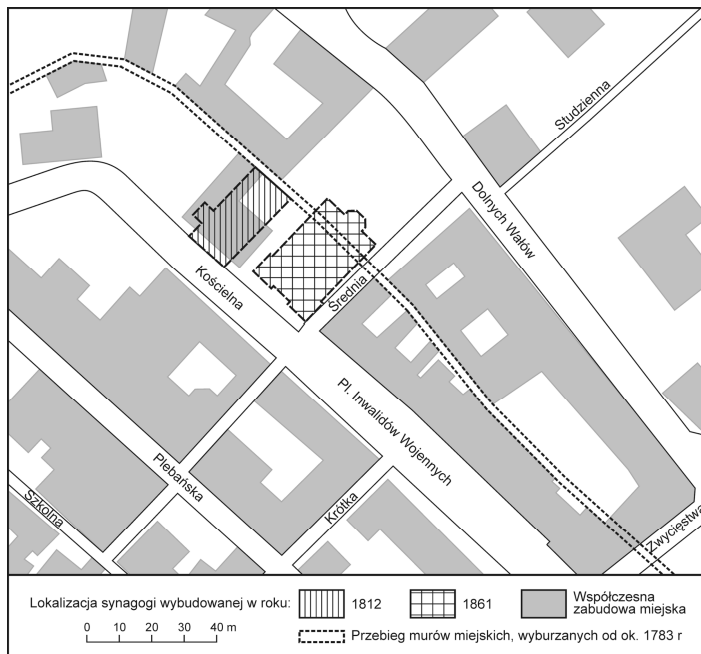 Studzienna
Dolnych Wałów
Kościelna
Średnia
Pl. Inwalidów Wojennych
Plebańska
Szkolna
Krótka
Zwycięstwa
Lokalizacja synagogi wybudowanej w roku:
1812
1861
Współczesna
zabudowa miejska
0 10 20 30 40 m
Przebieg murów miejskich, wyburzanych od ok. 1783 r